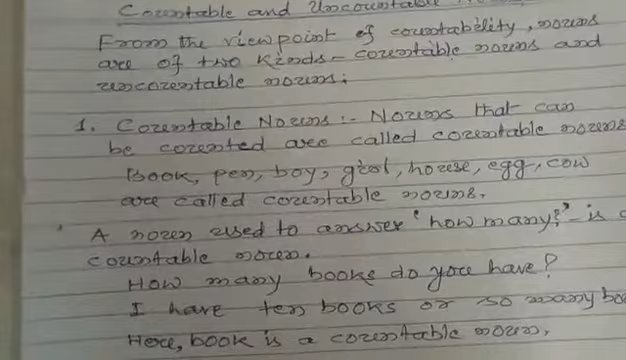 Countable and Uncountable
From the viewpoint of countability, nouns
are of two kinds - countable nouns and
uncountable nouns:
1. Countable Nouns :- Nouns that can
be counted are called countable nouns
Book, pen, boy, girl, house, egg, cow
are called countable nouns.
A noun used to answer 'how many?' is a
countable noun.
How many books do you have?
I have ten books or so many bo
Here, book is a countable noun.